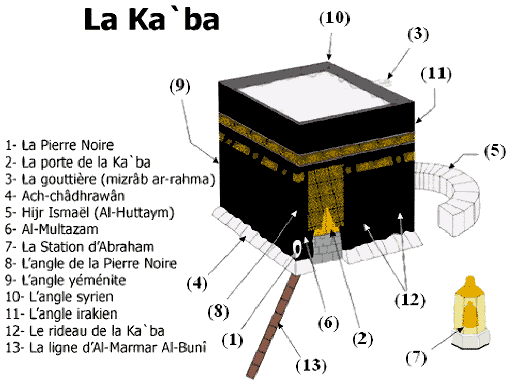 La Ka`ba
(10)
(3)
(9)
(11)
1- La Pierre Noire
2- La porte de la Ka`ba
3- La gouttière (mizrâb ar-rahma)
4- Ach-châdhrawân
5- Hijr Ismaël (Al-Huttaym)
6- Al-Multazam
7- La Station d'Abraham
8- L'angle de la Pierre Noire
9- L'angle yéménite
10- L'angle syrien
11- L'angle irakien
12- Le rideau de la Ka`ba
13- La ligne d'Al-Marmar Al-Bunî
(5)
(4)
(8)
(1)
(6)
(13)
(2)
(12)
(7)